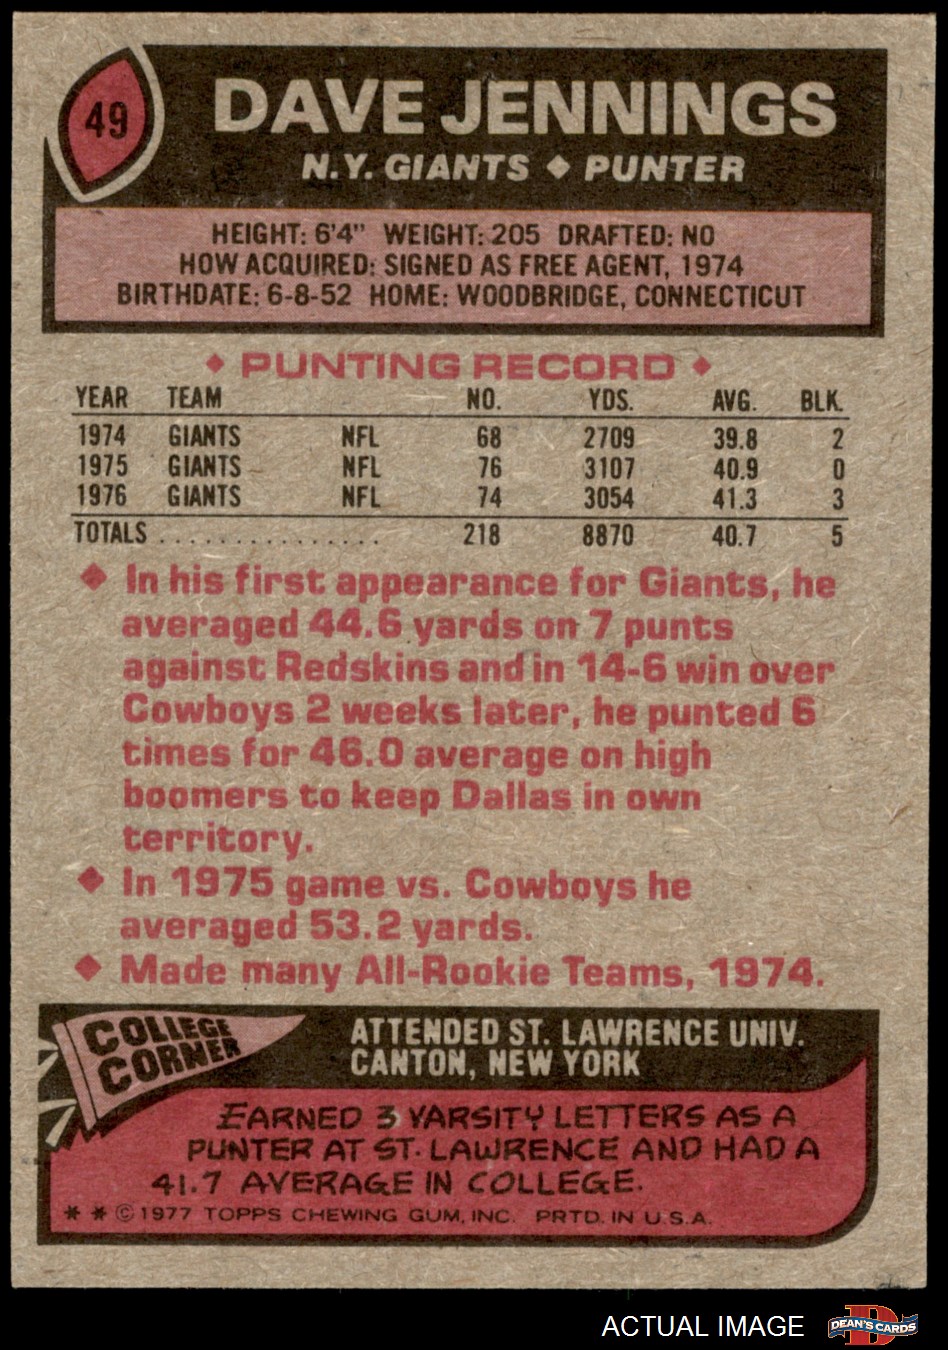 49
DAVE JENNINGS
N.Y. GIANTS ♦ PUNTER
HEIGHT: 6'4" WEIGHT: 205 DRAFTED: NO
HOW ACQUIRED: SIGNED AS FREE AGENT, 1974
BIRTHDATE: 6-8-52 HOME: WOODBRIDGE, CONNECTICUT
♦ PUNTING RECORD ♦
YEAR TEAM NO. YDS. AVG. BLK.
1974 GIANTS NFL 68 2709 39.8 2
1975 GIANTS NFL 76 3107 40.9 0
1976 GIANTS NFL 74 3054 41.3 3
TOTALS . . . . . . . . . . . . . . . 218 8870 40.7 5
♦ In his first appearance for Giants, he
averaged 44.6 yards on 7 punts
against Redskins and in 14-6 win over
Cowboys 2 weeks later, he punted 6
times for 46.0 average on high
boomers to keep Dallas in own
territory.
♦ In 1975 game vs. Cowboys he
averaged 53.2 yards.
♦ Made many All-Rookie Teams, 1974.
COLLEGE
CORNER
ATTENDED ST. LAWRENCE UNIV.
CANTON, NEW YORK
EARNED 3 VARSITY LETTERS AS A
PUNTER AT ST. LAWRENCE AND HAD A
41.7 AVERAGE IN COLLEGE.
* * © 1977 TOPPS CHEWING GUM, INC. PRTD. IN U.S.A.
ACTUAL IMAGE
D
DEAN'S CARDS